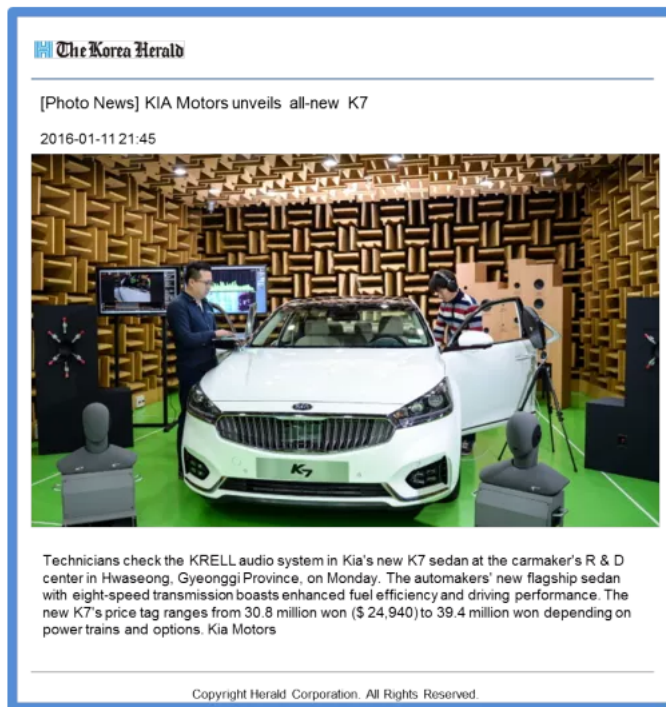 The Korea Herald
[Photo News] KIA Motors unveils all-new K7
2016-01-11 21:45
K7
Technicians check the KRELL audio system in Kia's new K7 sedan at the carmaker's R & D
center in Hwaseong, Gyeonggi Province, on Monday. The automakers' new flagship sedan
with eight-speed transmission boasts enhanced fuel efficiency and driving performance. The
new K7's price tag ranges from 30.8 million won ($ 24,940) to 39.4 million won depending on
power trains and options. Kia Motors
Copyright Herald Corporation. All Rights Reserved.